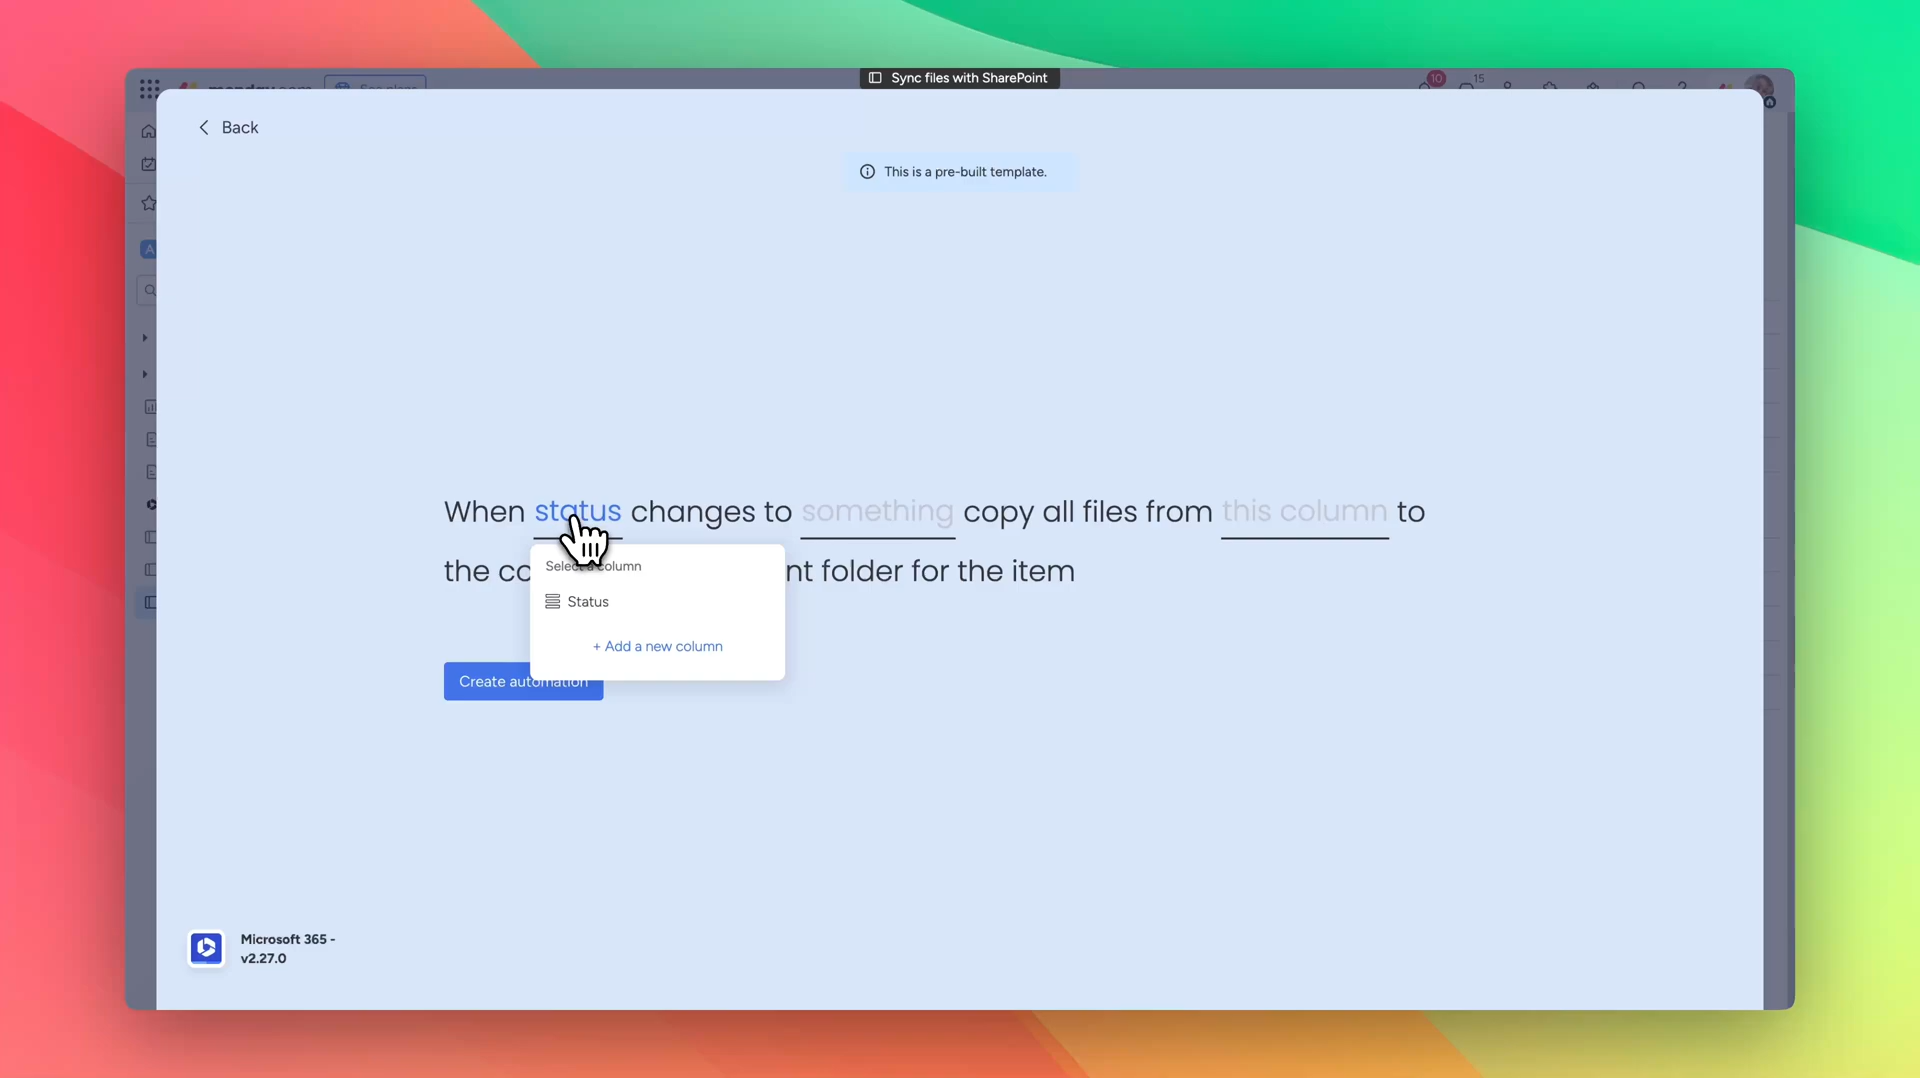 Sync files with SharePoint
10
15
Back
This is a pre-built template.
A
When status changes to something copy all files from this column to
the co nt folder for the item
Select a column
Status
+ Add a new column
Create automation
Microsoft 365 -
v2.27.0